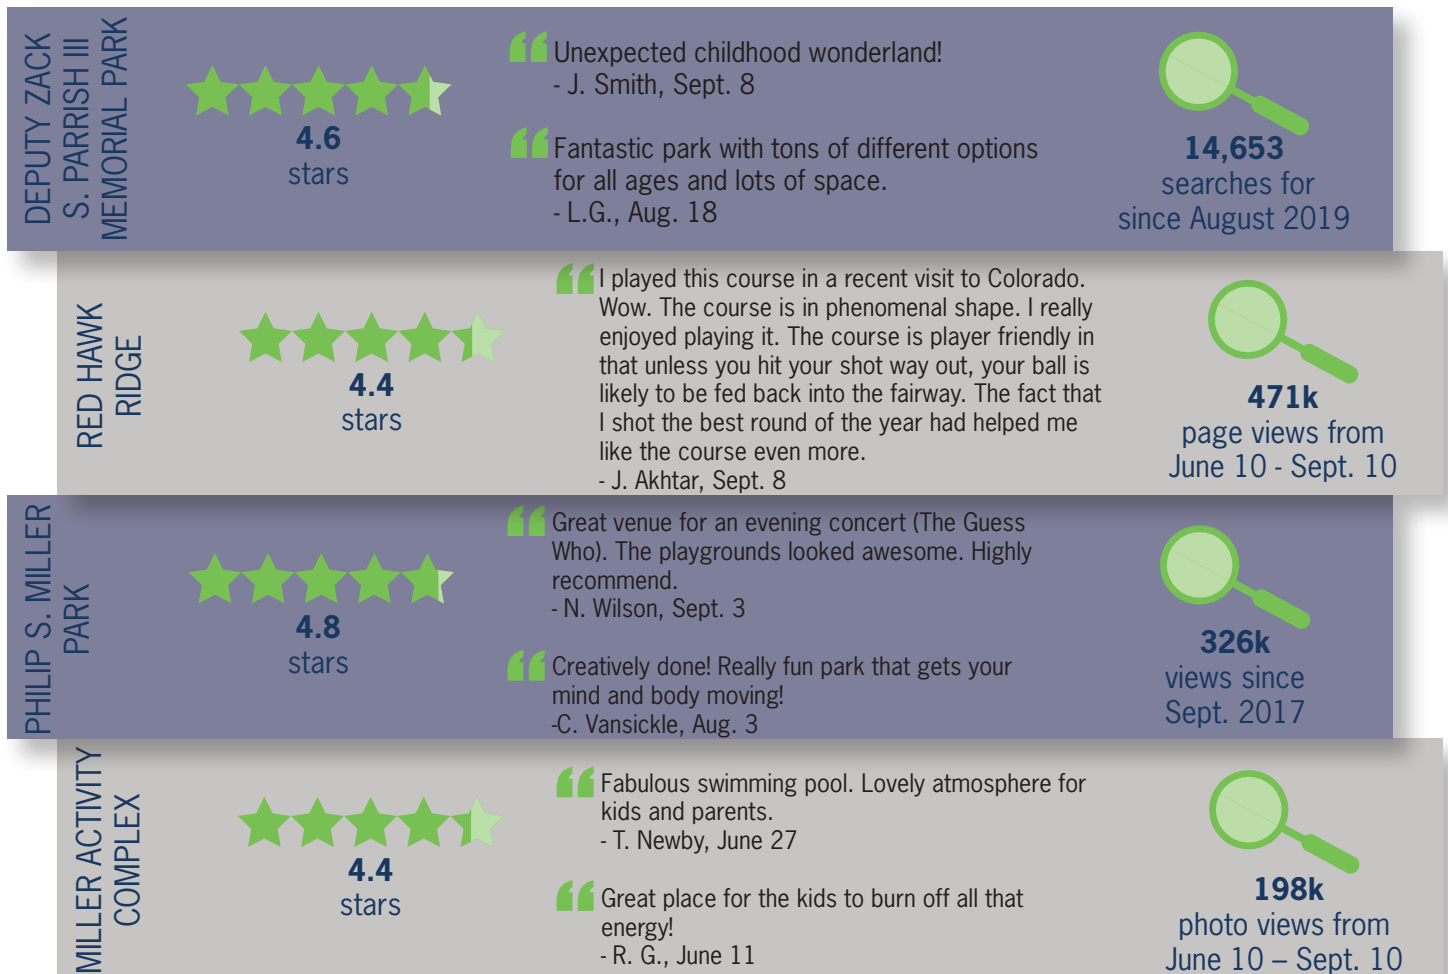 DEPUTY ZACK
S. PARRISH III
MEMORIAL PARK
4.6
stars
Unexpected childhood wonderland!
- J. Smith, Sept. 8
Fantastic park with tons of different options
for all ages and lots of space.
- L.G., Aug. 18
14,653
searches for
since August 2019
RED HAWK
RIDGE
4.4
stars
I played this course in a recent visit to Colorado.
Wow. The course is in phenomenal shape. I really
enjoyed playing it. The course is player friendly in
that unless you hit your shot way out, your ball is
likely to be fed back into the fairway. The fact that
I shot the best round of the year had helped me
like the course even more.
- J. Akhtar, Sept. 8
471k
page views from
June 10 - Sept. 10
PHILIP S. MILLER
PARK
4.8
stars
Great venue for an evening concert (The Guess
Who). The playgrounds looked awesome. Highly
recommend.
- N. Wilson, Sept. 3
Creatively done! Really fun park that gets your
mind and body moving!
-C. Vansickle, Aug. 3
326k
views since
Sept. 2017
MILLER ACTIVITY
COMPLEX
4.4
stars
Fabulous swimming pool. Lovely atmosphere for
kids and parents.
- T. Newby, June 27
Great place for the kids to burn off all that
energy!
- R. G., June 11
198k
photo views from
June 10 – Sept. 10